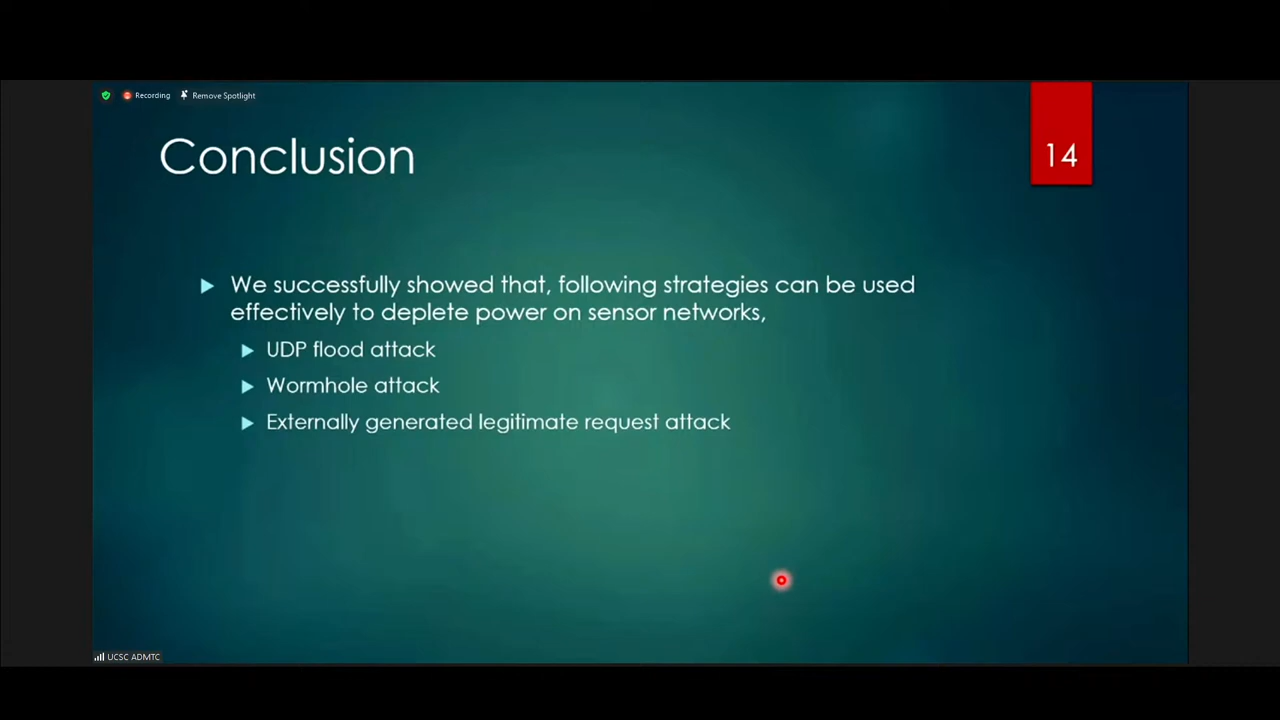 Recording Remove Spotlight
14
Conclusion
We successfully showed that, following strategies can be used
effectively to deplete power on sensor networks,
UDP flood attack
Wormhole attack
Externally generated legitimate request attack
UCSC ADMTC